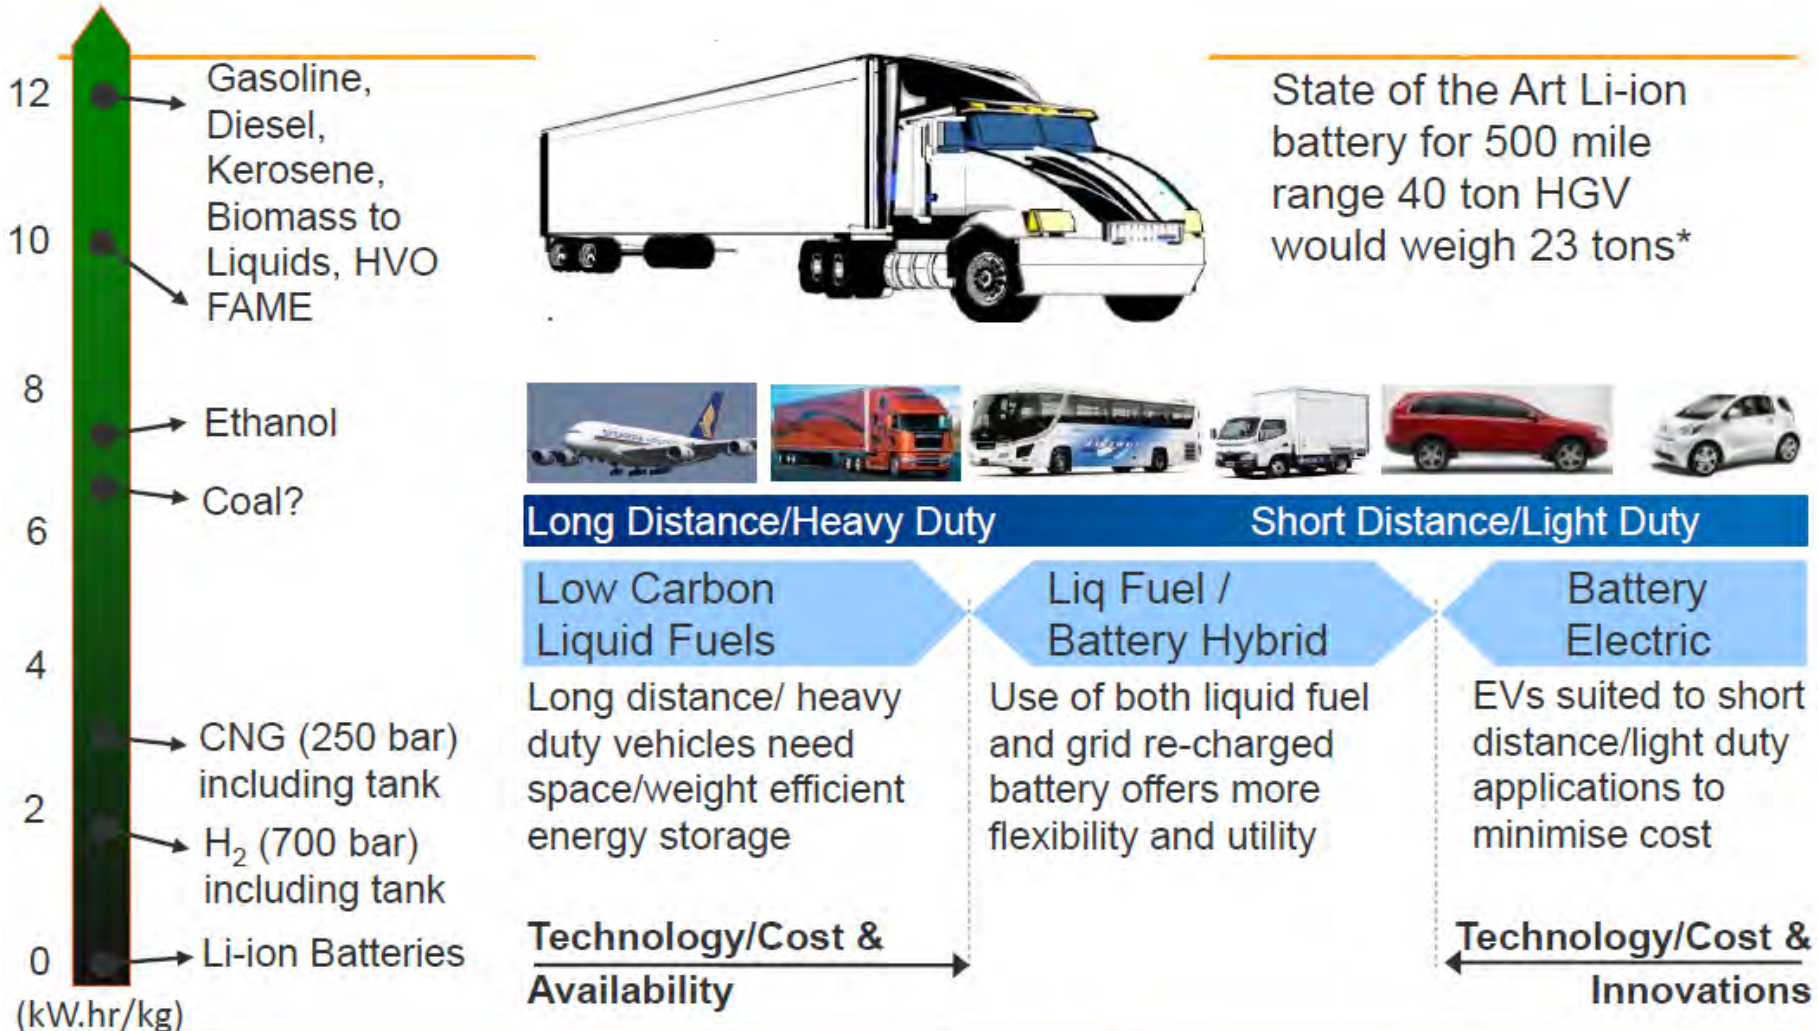 12
10
8
6
4
2
0
(kW.hr/kg)
Gasoline,
Diesel,
Kerosene,
Biomass to
Liquids, HVO
FAME
Ethanol
Coal?
CNG (250 bar)
including tank
H₂ (700 bar)
including tank
Li-ion Batteries
State of the Art Li-ion
battery for 500 mile
range 40 ton HGV
would weigh 23 tons*
Long Distance/Heavy Duty
Short Distance/Light Duty
Low Carbon
Liquid Fuels
Liq Fuel /
Battery Hybrid
Battery
Electric
Long distance/ heavy
duty vehicles need
space/weight efficient
energy storage
Use of both liquid fuel
and grid re-charged
battery offers more
flexibility and utility
EVs suited to short
distance/light duty
applications to
minimise cost
Technology/Cost &
Availability
Technology/Cost &
Innovations